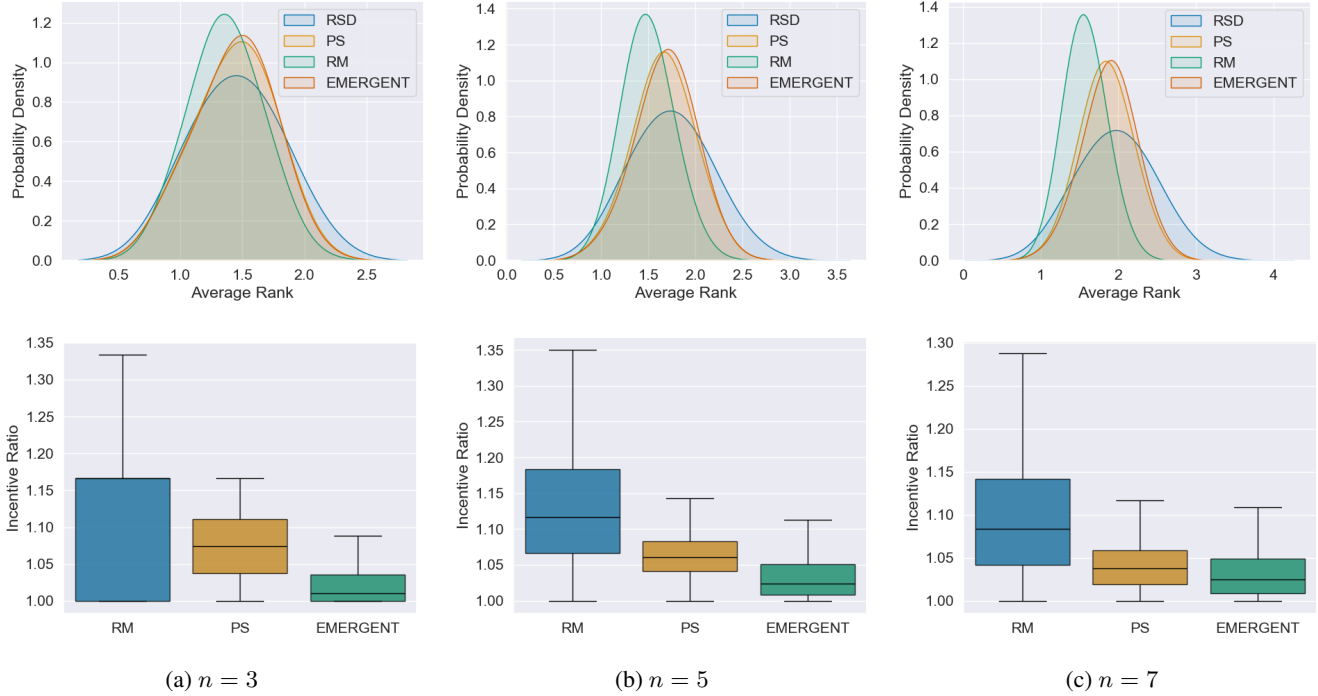 Probability Density
1.2
1.0
0.8
0.6
0.4
0.2
0.0
0.5
1.0
1.5
2.0
2.5
Average Rank
RSD
PS
RM
EMERGENT
Probability Density
1.4
1.2
1.0
0.8
0.6
0.4
0.2
0.0
0.0
0.5
1.0
1.5
2.0
2.5
3.0
3.5
Average Rank
RSD
PS
RM
EMERGENT
Probability Density
1.4
1.2
1.0
0.8
0.6
0.4
0.2
0.0
0
1
2
3
4
Average Rank
RSD
PS
RM
EMERGENT
Incentive Ratio
1.35
1.30
1.25
1.20
1.15
1.10
1.05
1.00
RM
PS
EMERGENT
Incentive Ratio
1.35
1.30
1.25
1.20
1.15
1.10
1.05
1.00
RM
PS
EMERGENT
Incentive Ratio
1.30
1.25
1.20
1.15
1.10
1.05
1.00
RM
PS
EMERGENT
(a) n = 3
(b) n = 5
(c) n = 7